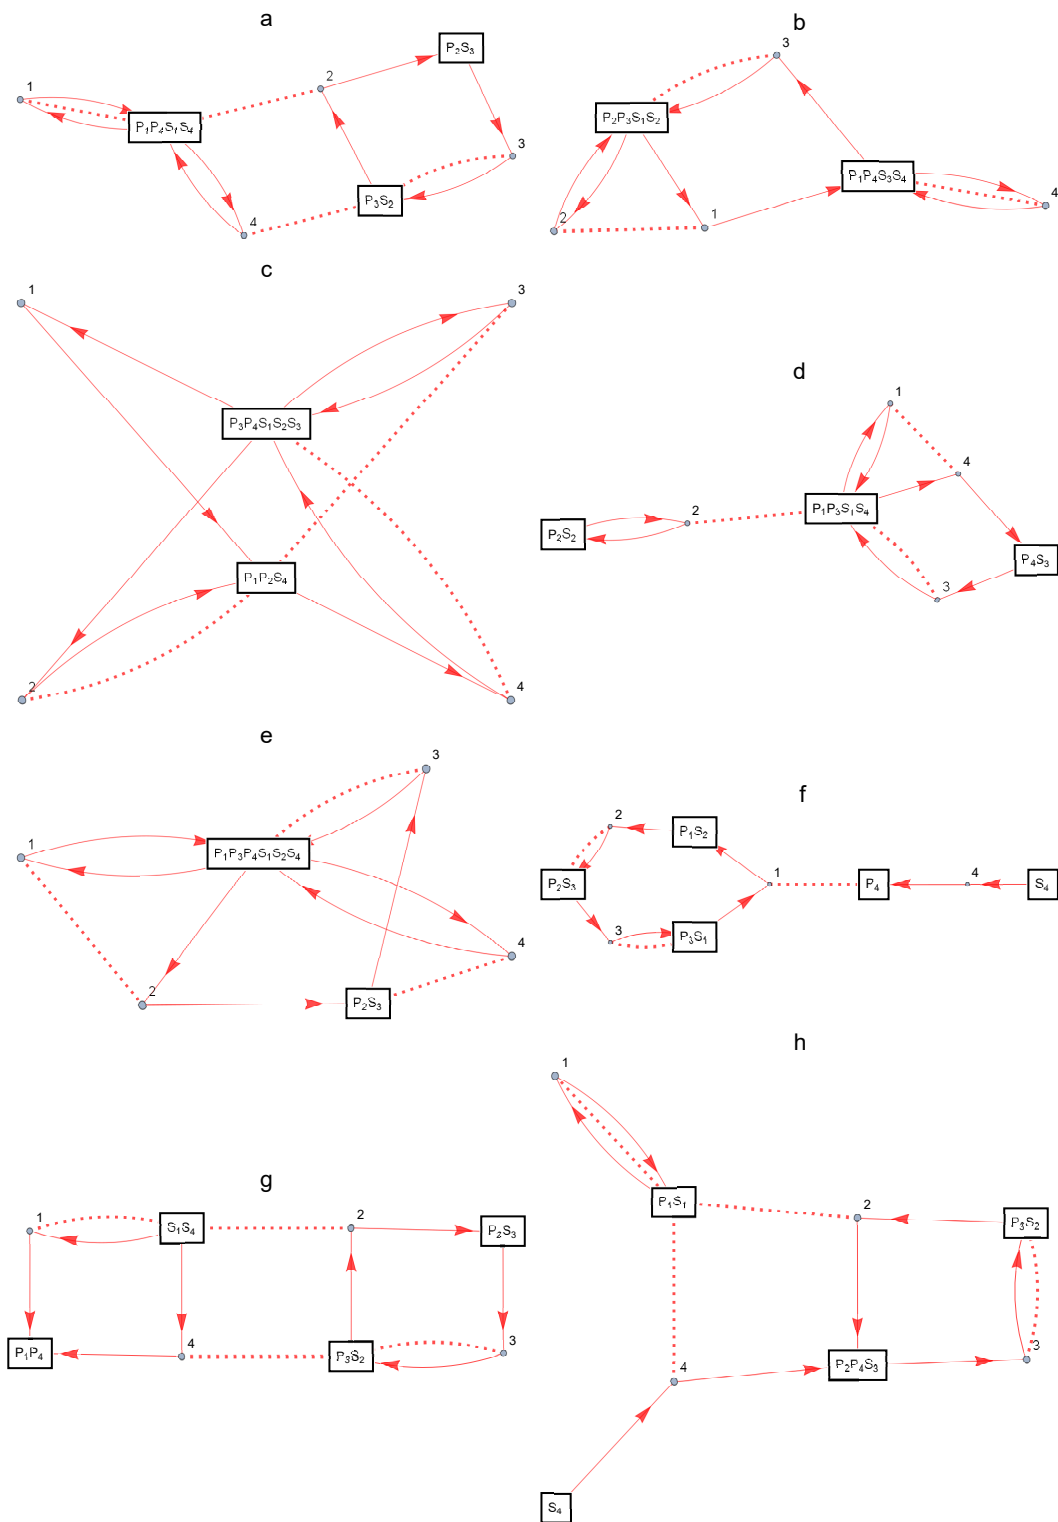 a
1
P₁P₄S₁S₄
2
P₂S₃
3
P₃S₂
4
b
3
P₂P₃S₁S₂
P₁P₄S₃S₄
4
2
1
c
1
3
P₃P₄S₁S₂S₃
P₁P₂S₄
2
4
d
1
4
P₁P₃S₁S₄
2
P₂S₂
P₄S₃
3
e
3
1
P₁P₃P₄S₁S₂S₄
4
2
P₂S₃
f
2
P₁S₂
P₂S₃
1
P₄
4
S₄
3
P₃S₁
g
1
S₁S₄
2
P₂S₃
P₁P₄
4
P₃S₂
3
h
1
P₁S₁
2
P₃S₂
4
P₂P₄S₃
3
S₄